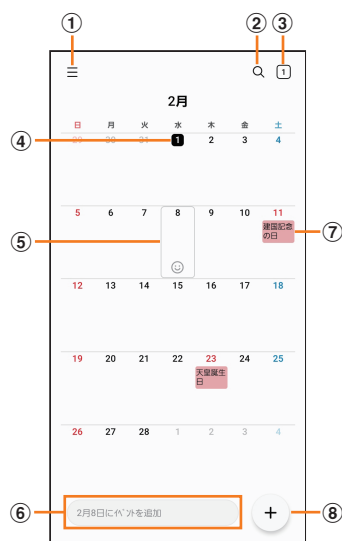 ① ② ③
1
2月
日 月 火 水 木 金 土
29 30 31 1 2 3 4
④
5 6 7 8 9 10 11
⑤
建国記念
の日
⑦
12 13 14 15 16 17 18
19 20 21 22 23 24 25
天皇誕生
日
26 27 28 1 2 3 4
⑥ 2月8日にイベントを追加 + ⑧